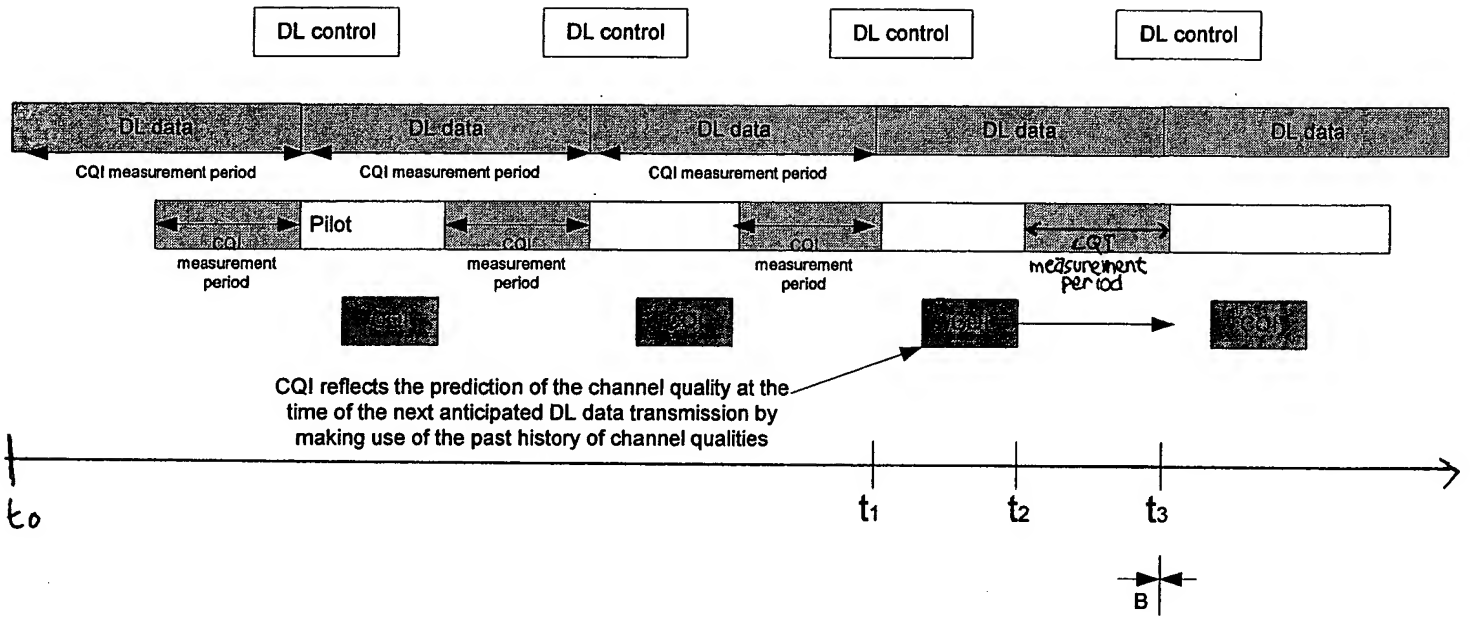 DL control DL control DL control DL control
DL data DL data DL data DL data DL data
CQI measurement period CQI measurement period CQI measurement period
Pilot
CQI CQI CQI CQI
measurement period measurement period measurement period measurement period
CQI CQI CQI CQI
CQI reflects the prediction of the channel quality at the
time of the next anticipated DL data transmission by
making use of the past history of channel qualities
to t1 t2 t3
B